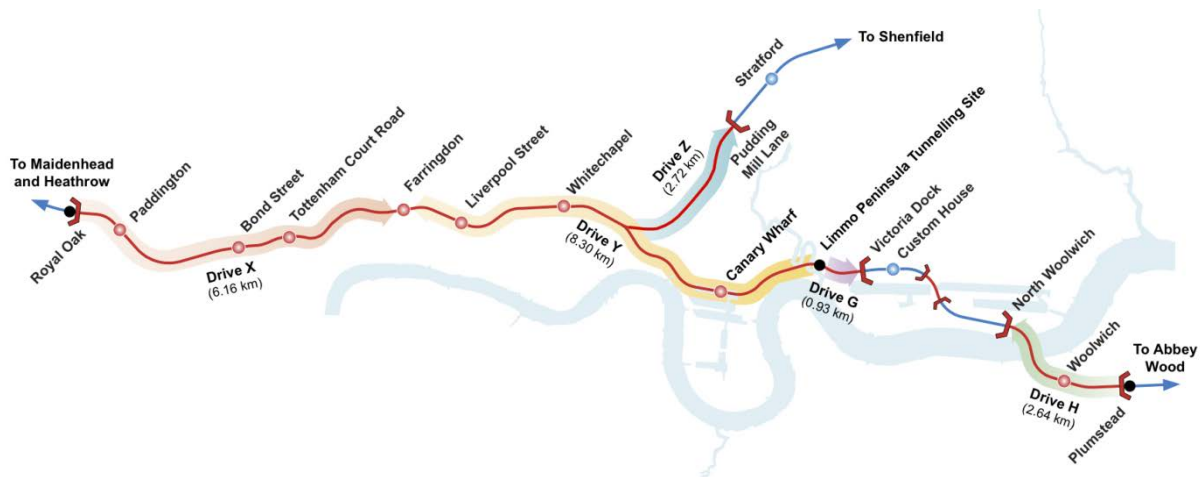 To Maidenhead
and Heathrow
Royal Oak
Paddington
Drive X
(6.16 km)
Bond Street
Tottenham Court Road
Farringdon
Liverpool Street
Whitechapel
Drive Y
(8.30 km)
Drive Z
(2.72 km)
Pudding
Mill Lane
Stratford
To Shenfield
Canary Wharf
Limmo Peninsula Tunnelling Site
Drive G
(0.93 km)
Victoria Dock
Custom House
North Woolwich
Woolwich
Drive H
(2.64 km)
Plumstead
To Abbey
Wood